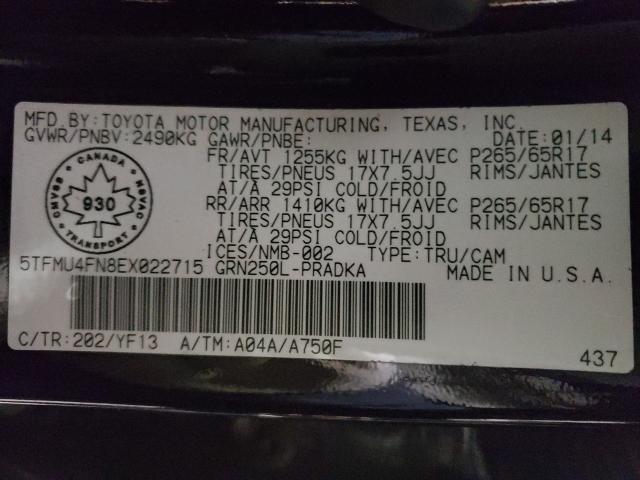 MFD.BY:TOYOTA MOTOR MANUFACTURING, TEXAS, INC.
GVWR/PNBV:2490KG GAWR/PNBE: DATE:01/14
FR/AVT 1255KG WITH/AVEC P265/65R17
TIRES/PNEUS 17X7.5JJ RIMS/JANTES
AT/A 29PSI COLD/FROID
RR/ARR 1410KG WITH/AVEC P265/65R17
TIRES/PNEUS 17X7.5JJ RIMS/JANTES
AT/A 29PSI COLD/FROID
ICES/NMB-002 TYPE:TRU/CAM
CANADA
NSVAC
930
TRANSPORT
5TFMU4FN8EX022715 GRN250L-PRADKA MADE IN U.S.A.
C/TR:202/YF13 A/TM:A04A/A750F
437